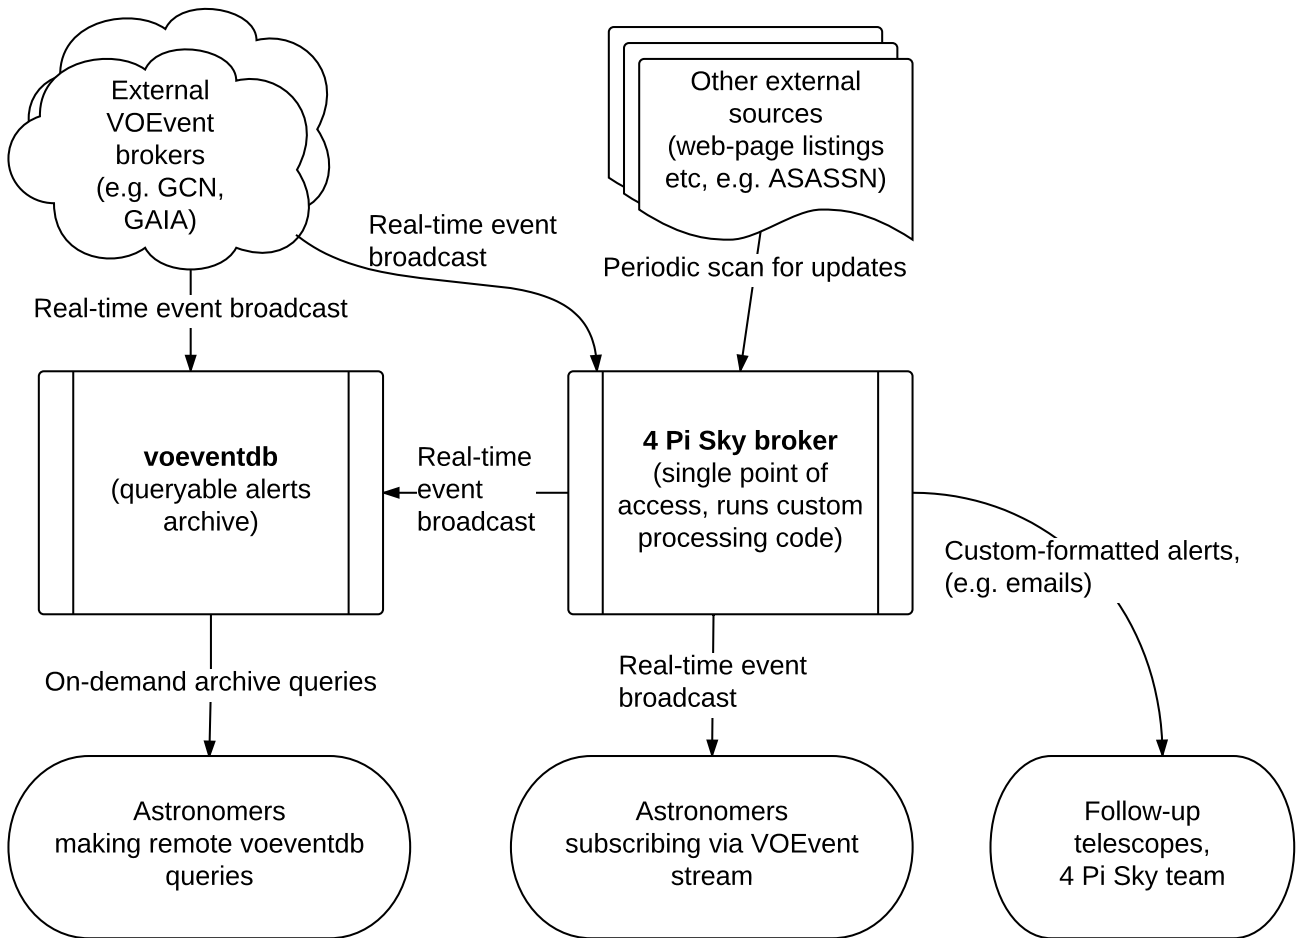 External
VOEvent
brokers
(e.g. GCN,
GAIA)
Other external
sources
(web-page listings
etc, e.g. ASASSN)
Real-time event
broadcast
Periodic scan for updates
Real-time event broadcast
voeventdb
(queryable alerts
archive)
Real-time
event
broadcast
4 Pi Sky broker
(single point of
access, runs custom
processing code)
Custom-formatted alerts,
(e.g. emails)
On-demand archive queries
Real-time event
broadcast
Astronomers
making remote voeventdb
queries
Astronomers
subscribing via VOEvent
stream
Follow-up
telescopes,
4 Pi Sky team